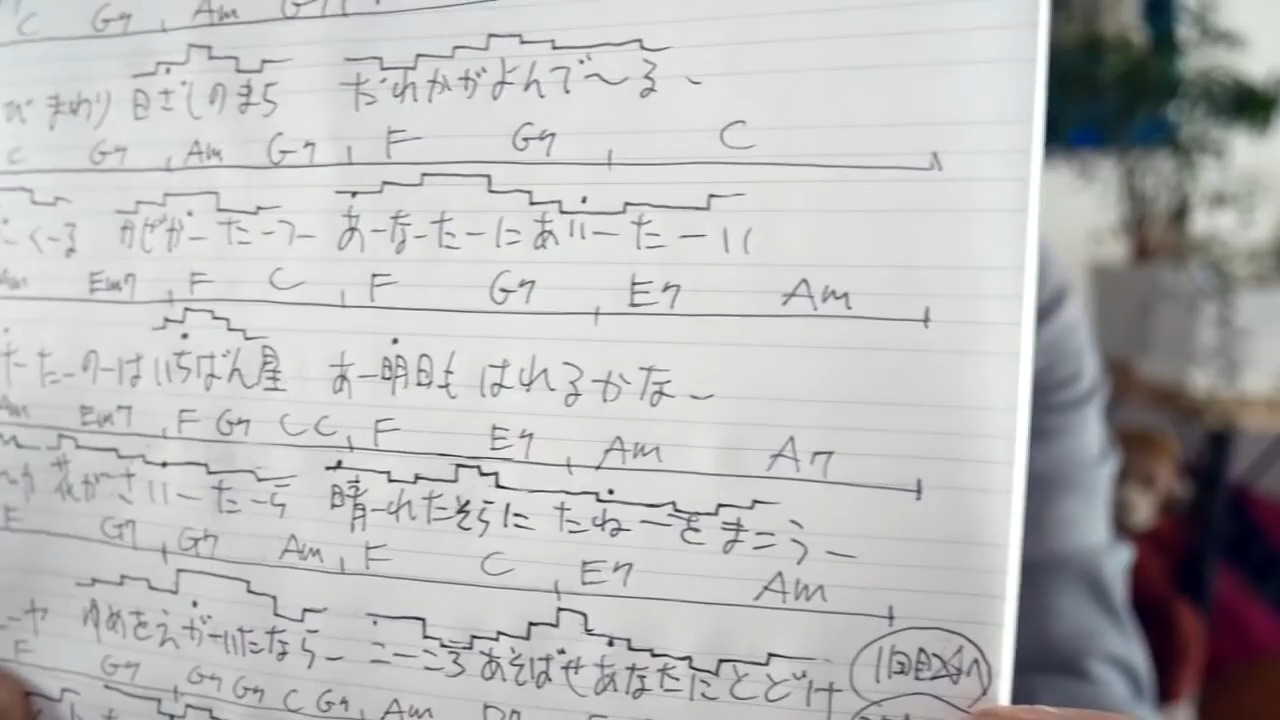 C G7 Am G7
まわり 日ざしのまち だれかがよんで〜る
C G7 Am G7 F G7 C
ーくーる かぜがーたーつー あーなーたーにあいーたーい
Am Em7 F C F G7 E7 Am
たーのーはいちばん星 あー明日も はれるかなー
Am Em7 F G7 C C F E7 Am A7
花がさいーたーら 晴ーれたそらに たねーをまこうー
F G7 G7 Am F C E7 Am
ーや ゆめをえがーいたならー こーころあそばせあなたにとどけ 1回目
F G7 G7 G7 C G7 Am